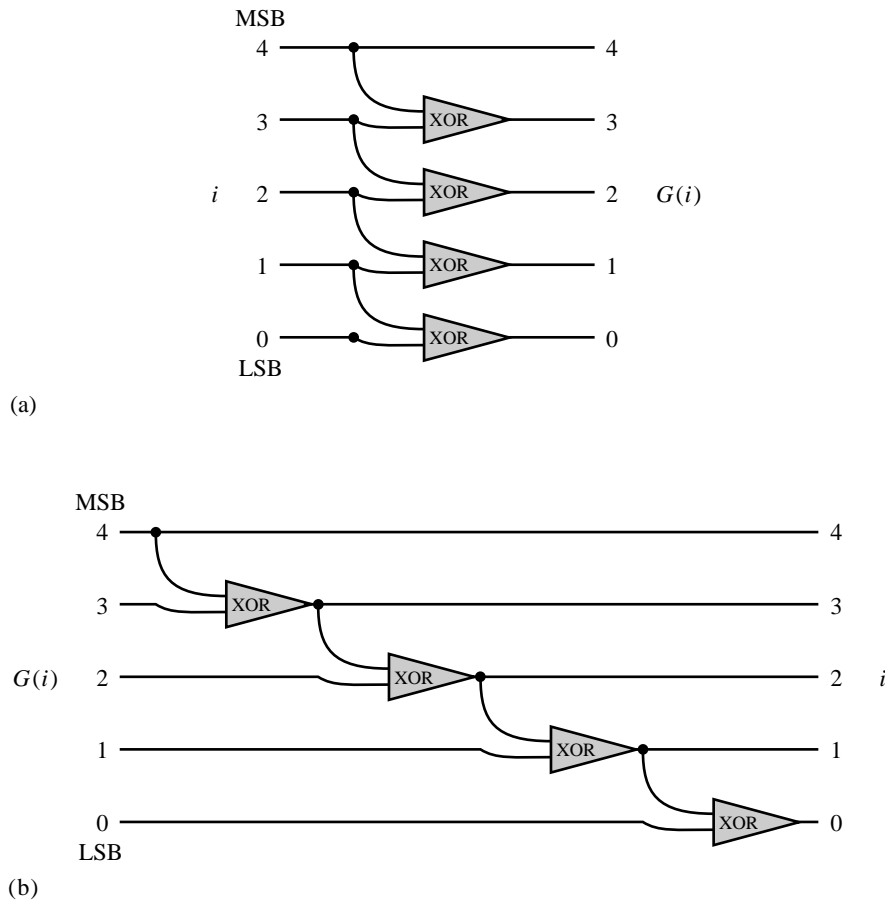 MSB
4 4
3 XOR 3
i 2 XOR 2 G(i)
1 XOR 1
0 XOR 0
LSB
(a)
MSB
4 4
3 XOR 3
G(i) 2 XOR 2 i
1 XOR 1
0 XOR 0
LSB
(b)